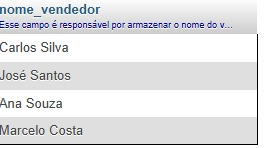 nome_vendedor
Esse campo é responsável por armazenar o nome do v...
Carlos Silva
José Santos
Ana Souza
Marcelo Costa